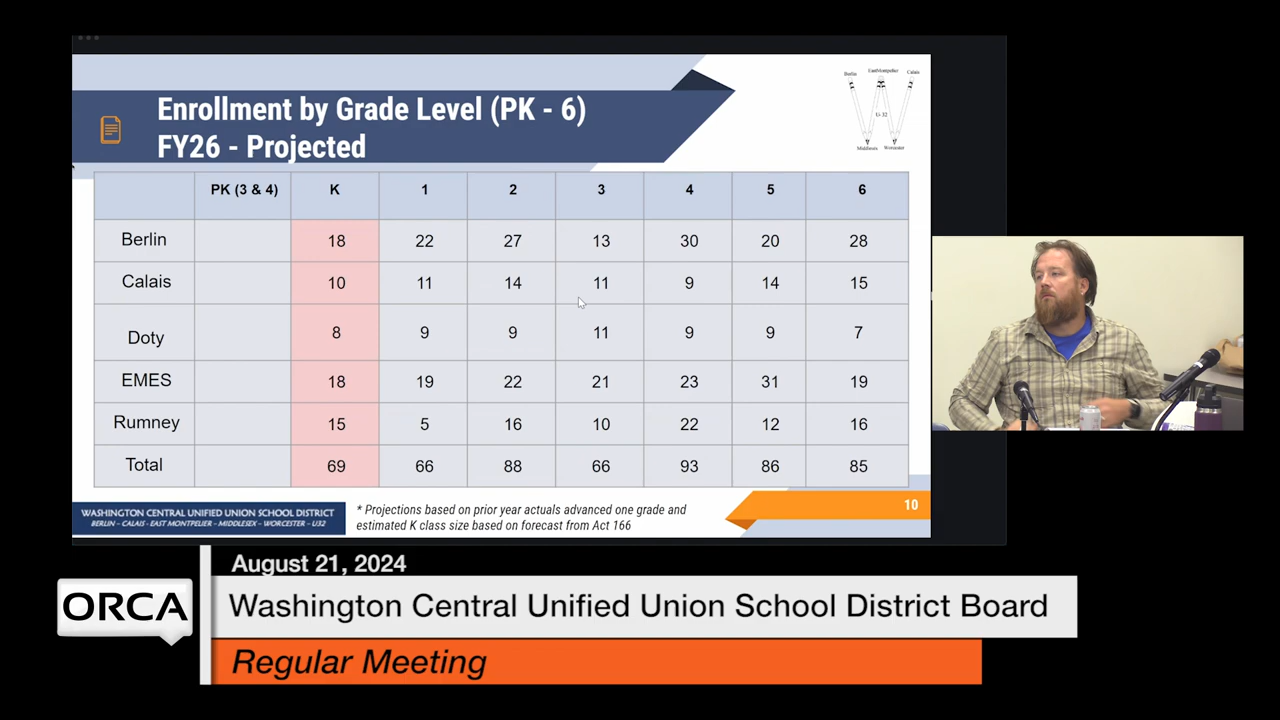 Enrollment by Grade Level (PK - 6)
FY26 - Projected
Berlin EastMontpelier Calais
U-32
Middlesex Worcester
PK (3 & 4) K 1 2 3 4 5 6
Berlin 18 22 27 13 30 20 28
Calais 10 11 14 11 9 14 15
Doty 8 9 9 11 9 9 7
EMES 18 19 22 21 23 31 19
Rumney 15 5 16 10 22 12 16
Total 69 66 88 66 93 86 85
WASHINGTON CENTRAL UNIFIED UNION SCHOOL DISTRICT
BERLIN – CALAIS - EAST MONTPELIER – MIDDLESEX – WORCESTER – U32
* Projections based on prior year actuals advanced one grade and
estimated K class size based on forecast from Act 166
10
August 21, 2024
ORCA
Washington Central Unified Union School District Board
Regular Meeting